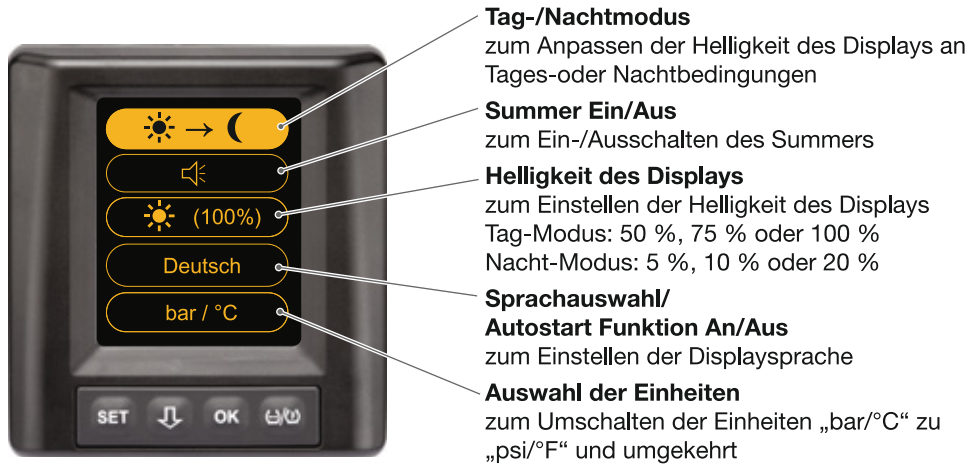 Tag-/Nachtmodus
zum Anpassen der Helligkeit des Displays an
Tages-oder Nachtbedingungen
Summer Ein/Aus
zum Ein-/Ausschalten des Summers
Helligkeit des Displays
zum Einstellen der Helligkeit des Displays
Tag-Modus: 50 %, 75 % oder 100 %
Nacht-Modus: 5 %, 10 % oder 20 %
Sprachauswahl/
Autostart Funktion An/Aus
zum Einstellen der Displaysprache
Auswahl der Einheiten
zum Umschalten der Einheiten „bar/°C“ zu
„psi/°F“ und umgekehrt
(100%)
Deutsch
bar / °C
SET
OK